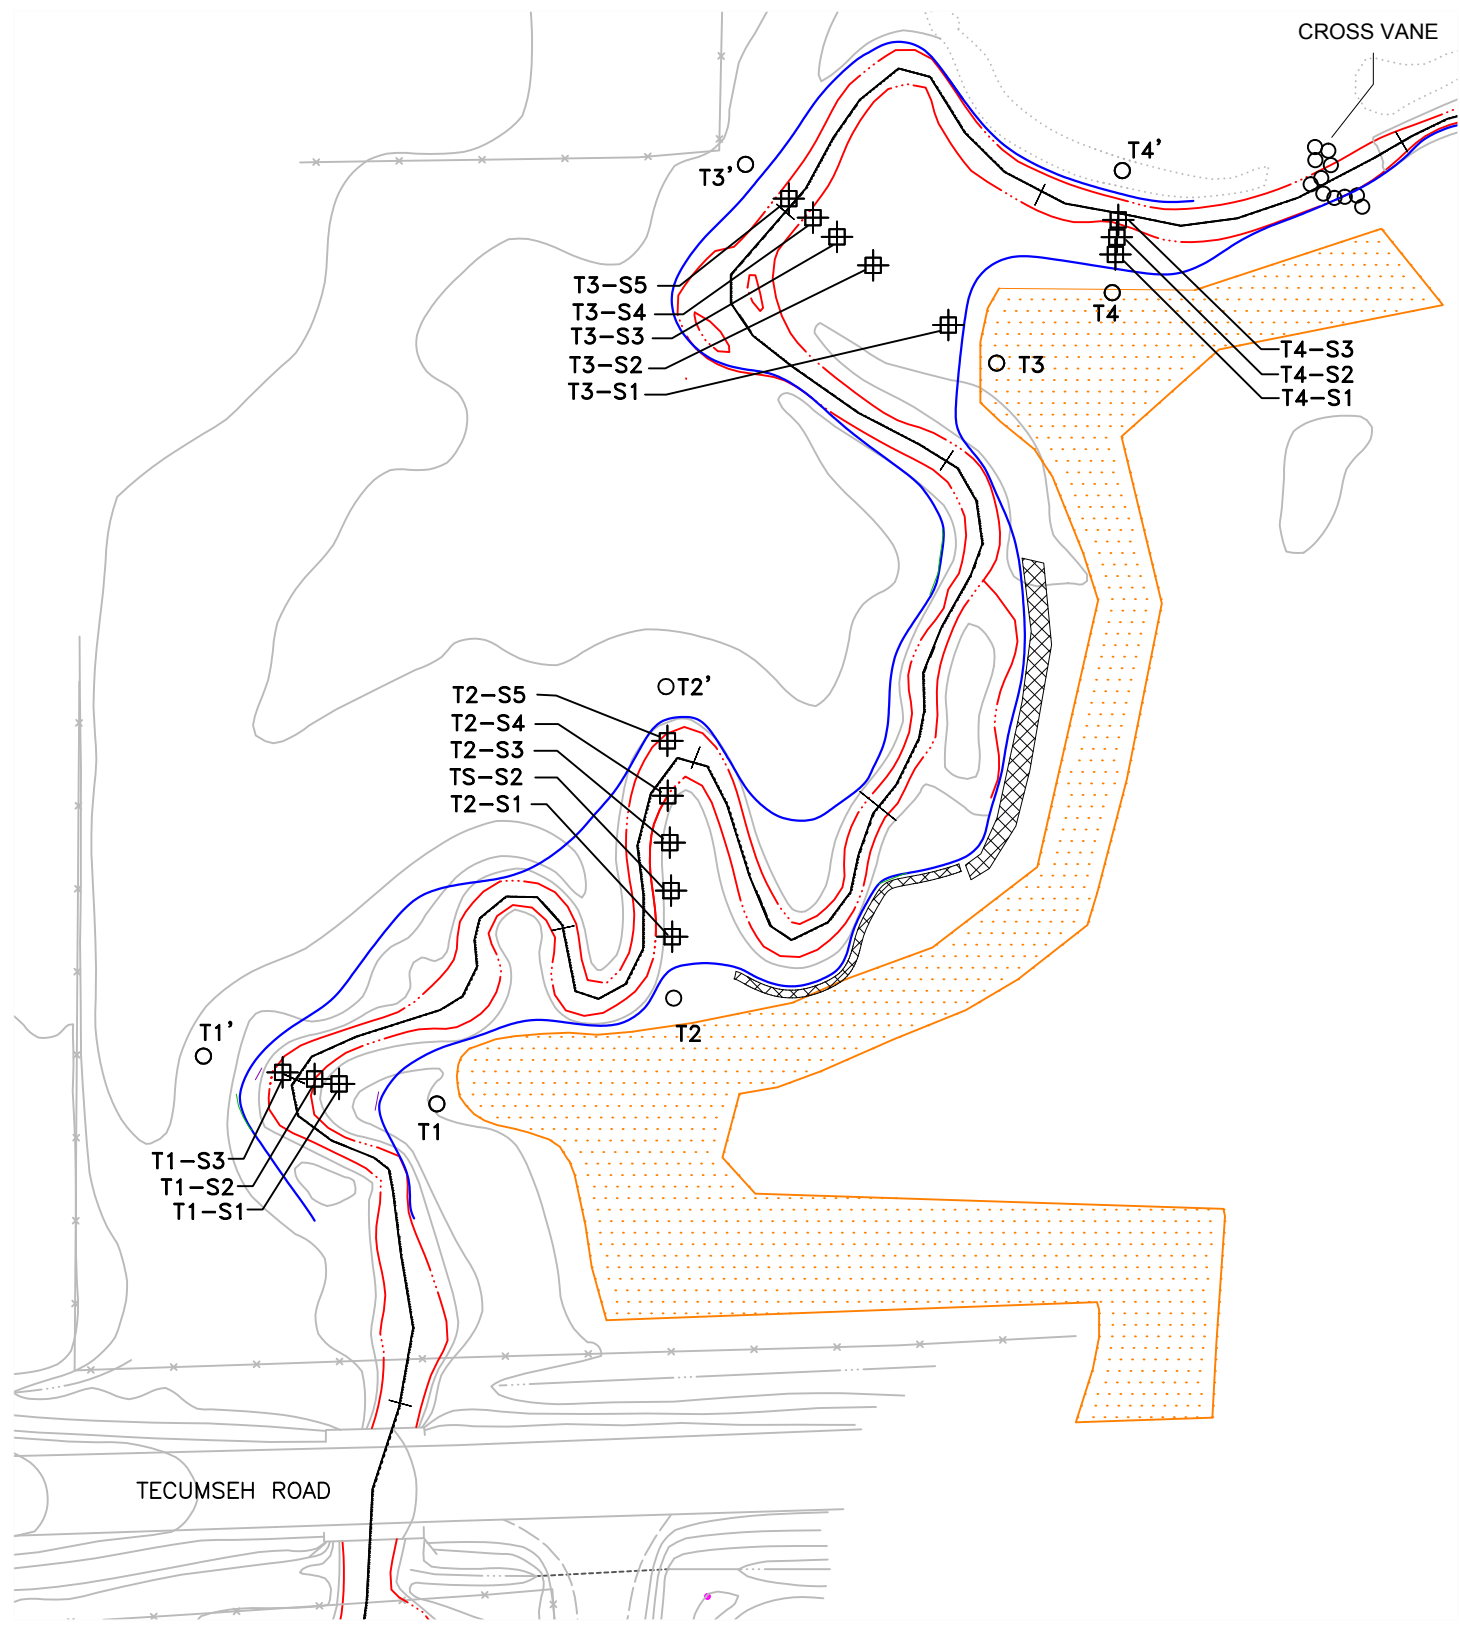 CROSS VANE
T4'
T3'
T3-S5
T3-S4
T3-S3
T3-S2
T3-S1
T4
T3
T4-S3
T4-S2
T4-S1
T2-S5
T2'
T2-S4
T2-S3
TS-S2
T2-S1
T1'
T2
T1
T1-S3
T1-S2
T1-S1
TECUMSEH ROAD